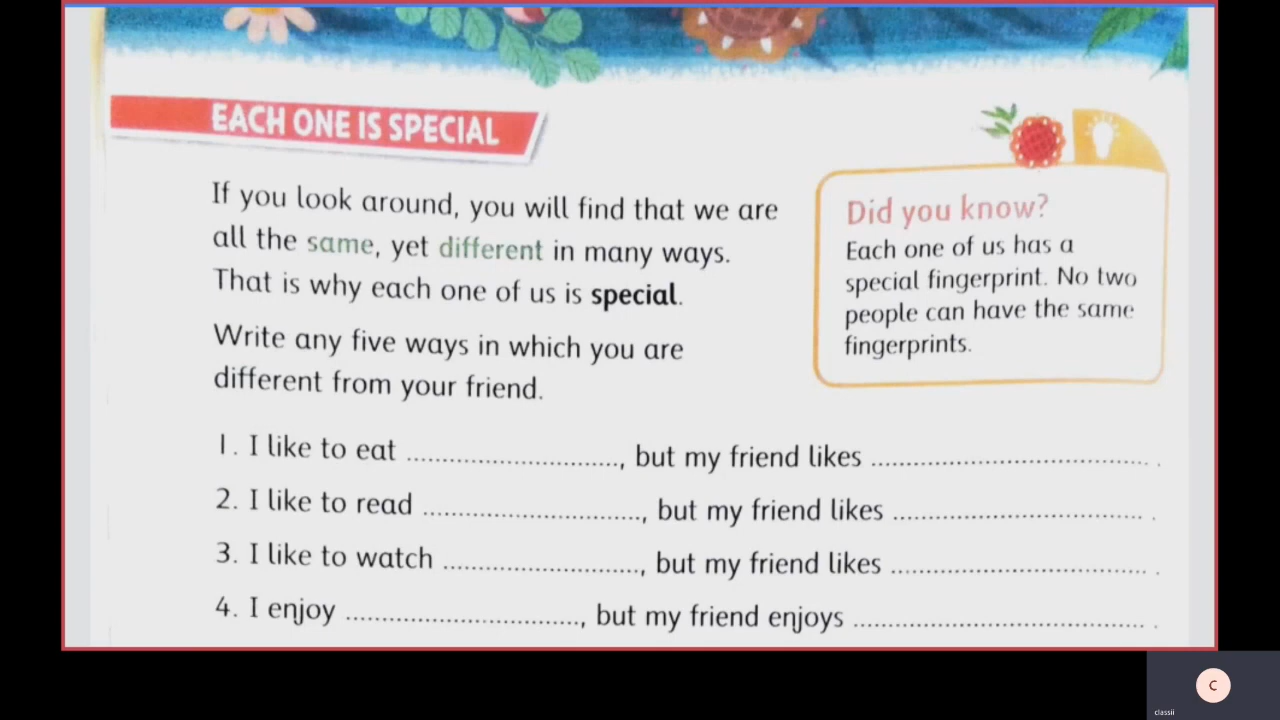 EACH ONE IS SPECIAL
If you look around, you will find that we are
all the same, yet different in many ways.
That is why each one of us is special.
Write any five ways in which you are
different from your friend.
Did you know?
Each one of us has a
special fingerprint. No two
people can have the same
fingerprints.
1. I like to eat ................................, but my friend likes ........................................ .
2. I like to read ................................, but my friend likes ........................................ .
3. I like to watch ............................., but my friend likes ........................................ .
4. I enjoy ..................................., but my friend enjoys ........................................... .
C
classii